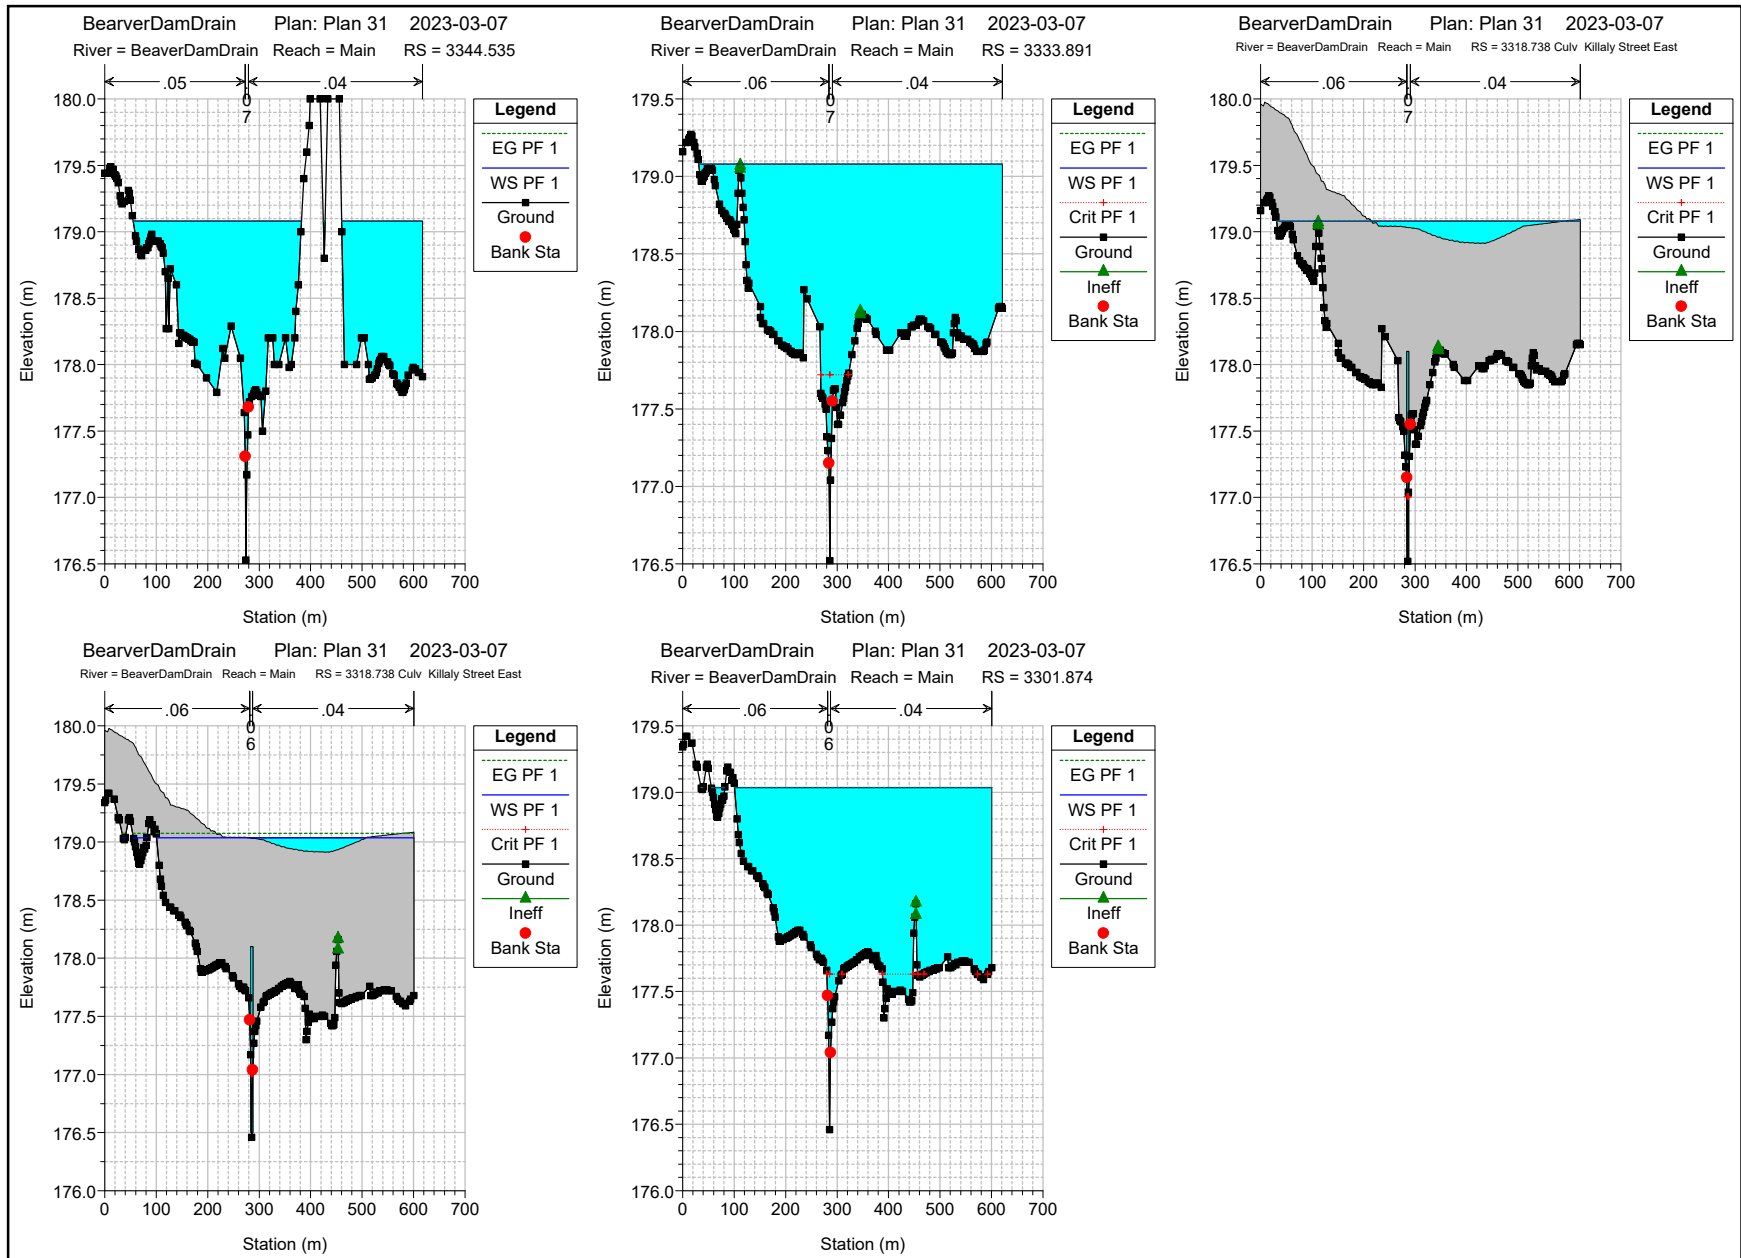 BearverDamDrain Plan: Plan 31 2023-03-07
River = BeaverDamDrain Reach = Main RS = 3344.535
.05
0
7
.04
180.0
179.5
179.0
178.5
178.0
177.5
177.0
176.5
0 100 200 300 400 500 600 700
Station (m)
Elevation (m)
Legend
EG PF 1
WS PF 1
Ground
Bank Sta
BearverDamDrain Plan: Plan 31 2023-03-07
River = BeaverDamDrain Reach = Main RS = 3333.891
.06
0
7
.04
179.5
179.0
178.5
178.0
177.5
177.0
176.5
0 100 200 300 400 500 600 700
Station (m)
Elevation (m)
Legend
EG PF 1
WS PF 1
Crit PF 1
Ground
Ineff
Bank Sta
BearverDamDrain Plan: Plan 31 2023-03-07
River = BeaverDamDrain Reach = Main RS = 3318.738 Culv Killaly Street East
.06
0
7
.04
180.0
179.5
179.0
178.5
178.0
177.5
177.0
176.5
0 100 200 300 400 500 600 700
Station (m)
Elevation (m)
Legend
EG PF 1
WS PF 1
Crit PF 1
Ground
Ineff
Bank Sta
BearverDamDrain Plan: Plan 31 2023-03-07
River = BeaverDamDrain Reach = Main RS = 3318.738 Culv Killaly Street East
.06
0
6
.04
180.0
179.5
179.0
178.5
178.0
177.5
177.0
176.5
176.0
0 100 200 300 400 500 600 700
Station (m)
Elevation (m)
Legend
EG PF 1
WS PF 1
Crit PF 1
Ground
Ineff
Bank Sta
BearverDamDrain Plan: Plan 31 2023-03-07
River = BeaverDamDrain Reach = Main RS = 3301.874
.06
0
6
.04
179.5
179.0
178.5
178.0
177.5
177.0
176.5
176.0
0 100 200 300 400 500 600 700
Station (m)
Elevation (m)
Legend
EG PF 1
WS PF 1
Crit PF 1
Ground
Ineff
Bank Sta